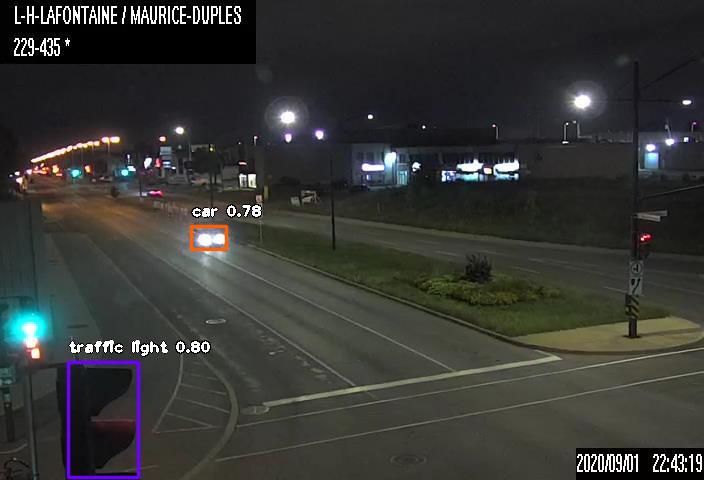 L-H-LAFONTAINE / MAURICE-DUPLES
229-435 *
car 0.78
traffic light 0.80
2020/09/01 22:43:19